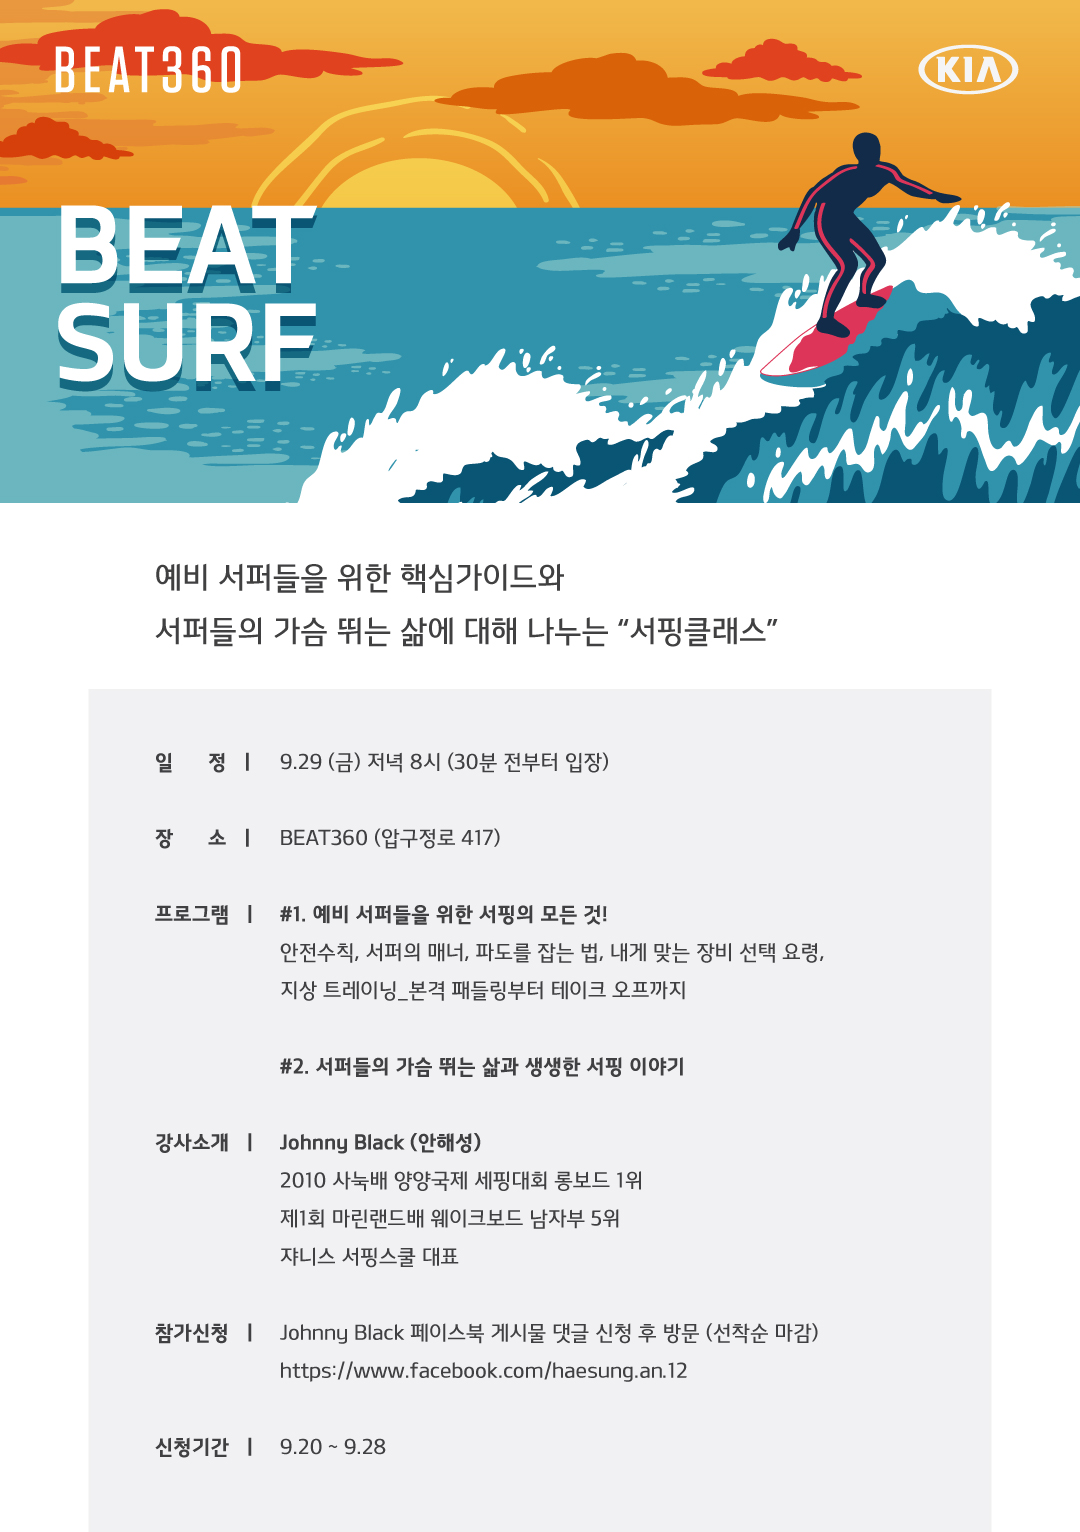 BEAT360
KIA
BEAT
SURF
예비 서퍼들을 위한 핵심가이드와
서퍼들의 가슴 뛰는 삶에 대해 나누는 “서핑클래스”
일 정 | 9.29 (금) 저녁 8시 (30분 전부터 입장)
장 소 | BEAT360 (압구정로 417)
프로그램 | #1. 예비 서퍼들을 위한 서핑의 모든 것!
안전수칙, 서퍼의 매너, 파도를 잡는 법, 내게 맞는 장비 선택 요령,
지상 트레이닝_본격 패들링부터 테이크 오프까지
#2. 서퍼들의 가슴 뛰는 삶과 생생한 서핑 이야기
강사소개 | Johnny Black (안해성)
2010 사눅배 양양국제 세핑대회 롱보드 1위
제1회 마린랜드배 웨이크보드 남자부 5위
쟈니스 서핑스쿨 대표
참가신청 | Johnny Black 페이스북 게시물 댓글 신청 후 방문 (선착순 마감)
https://www.facebook.com/haesung.an.12
신청기간 | 9.20 ~ 9.28